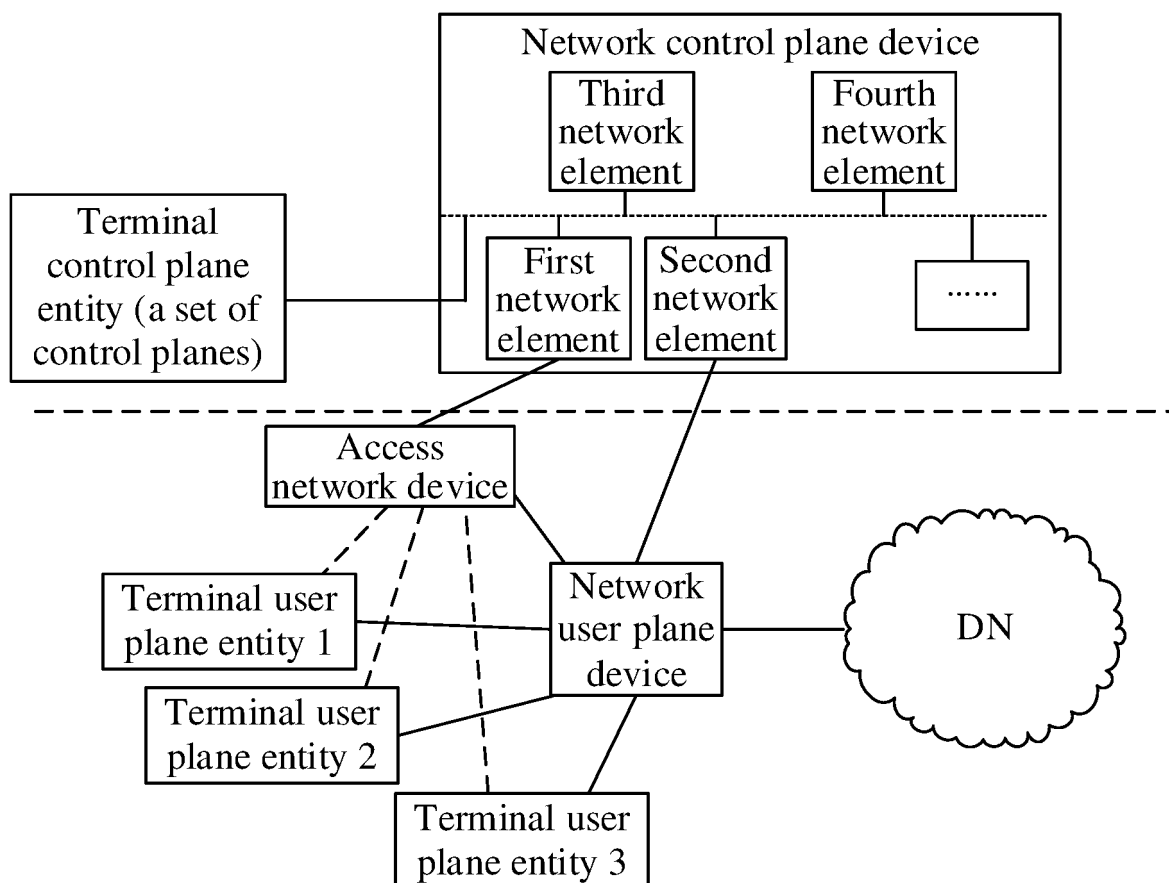 Network control plane device
Third
network
element
Fourth
network
element
Terminal
control plane
entity (a set of
control planes)
First
network
element
Second
network
element
……
Access
network device
Terminal user
plane entity 1
Network
user plane
device
DN
Terminal user
plane entity 2
Terminal user
plane entity 3